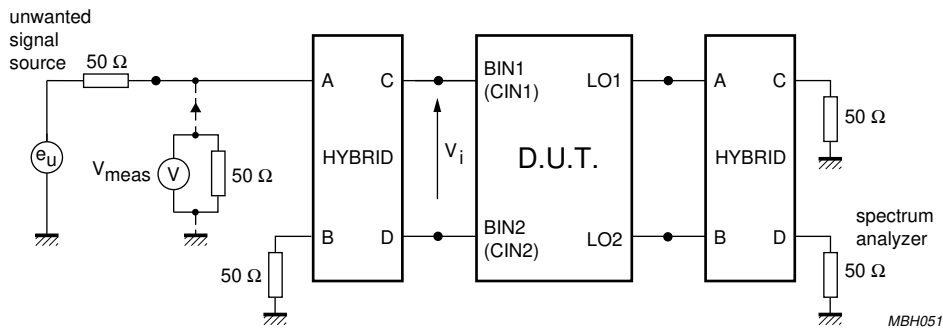 unwanted
signal
source
50 Ω
e_u
V_meas
V
50 Ω
A
C
HYBRID
B
D
50 Ω
V_i
BIN1
(CIN1)
LO1
D.U.T.
BIN2
(CIN2)
LO2
A
C
HYBRID
B
D
50 Ω
spectrum
analyzer
50 Ω
MBH051